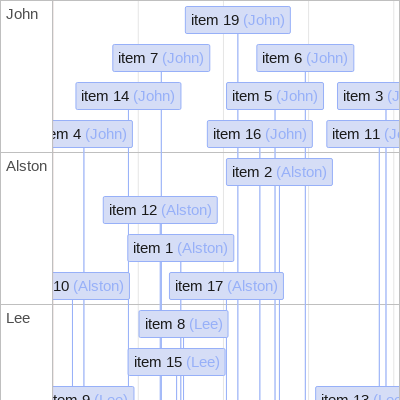 John
item 19 (John)
item 7 (John)
item 6 (John)
item 14 (John)
item 5 (John)
item 3 (J
em 4 (John)
item 16 (John)
item 11 (J
Alston
item 2 (Alston)
item 12 (Alston)
item 1 (Alston)
10 (Alston)
item 17 (Alston)
Lee
item 8 (Lee)
item 15 (Lee)
tem 9 (Lee)
item 13 (Lee